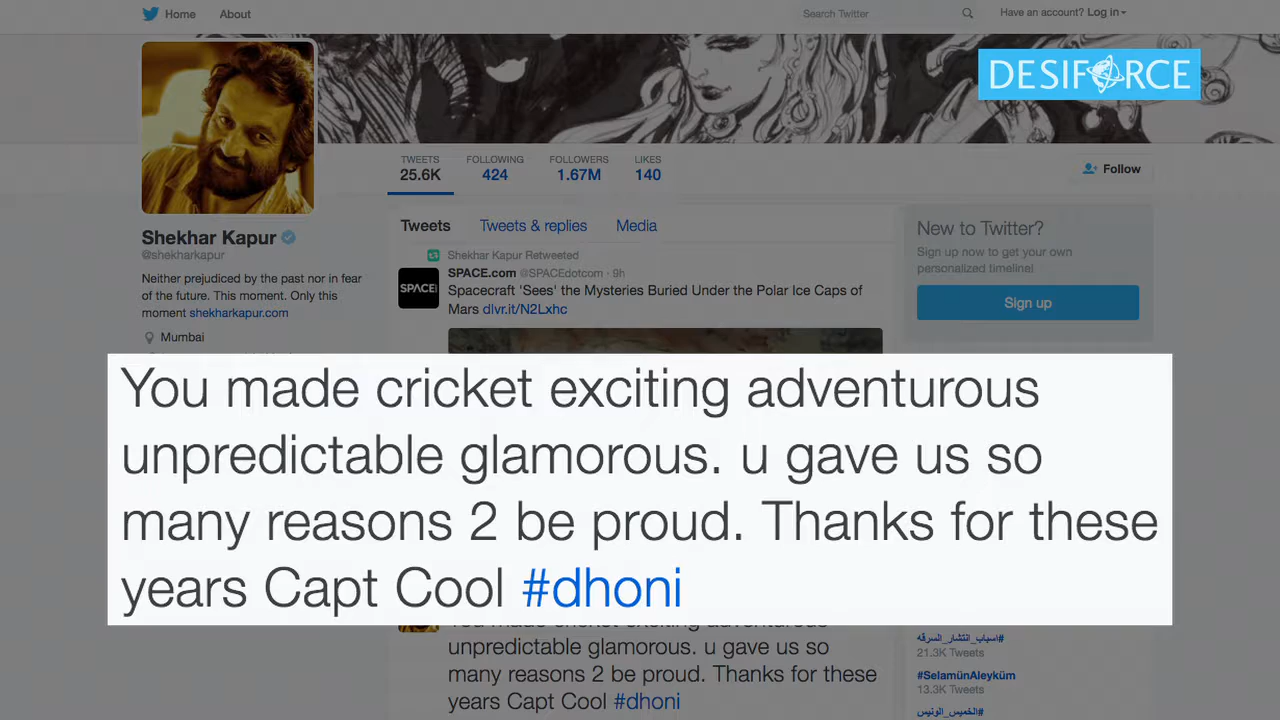 Home About Search Twitter Have an account? Log in
DESIFORCE
TWEETS FOLLOWING FOLLOWERS LIKES
25.6K 424 1.67M 140
Follow
Shekhar Kapur
@shekharkapur
Neither prejudiced by the past nor in fear
of the future. This moment. Only this
moment shekharkapur.com
Mumbai
Tweets Tweets & replies Media
Shekhar Kapur Retweeted
SPACE
SPACE.com @SPACEdotcom · 9h
Spacecraft 'Sees' the Mysteries Buried Under the Polar Ice Caps of
Mars dlvr.it/N2Lxhc
New to Twitter?
Sign up now to get your own
personalized timeline!
Sign up
You made cricket exciting adventurous
unpredictable glamorous. u gave us so
many reasons 2 be proud. Thanks for these
years Capt Cool #dhoni
You made cricket exciting adventurous
unpredictable glamorous. u gave us so
many reasons 2 be proud. Thanks for these
years Capt Cool #dhoni
#اسباب_انتشار_السرقه
21.3K Tweets
#SelamünAleyküm
13.3K Tweets
#الخميس_الونيس